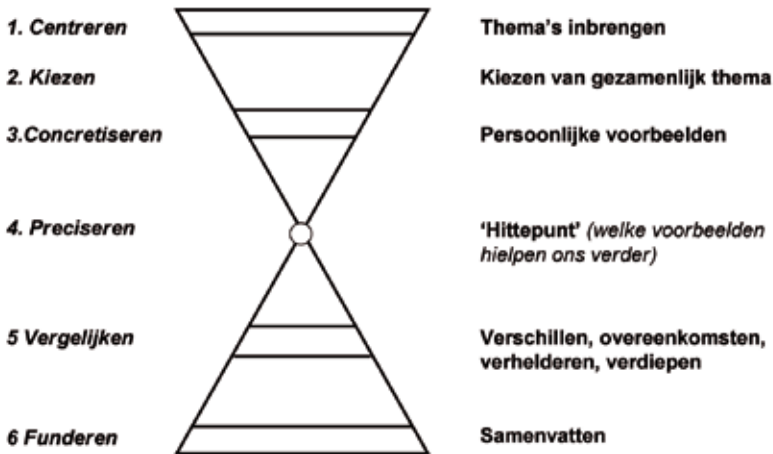 1. Centreren
Thema's inbrengen
2. Kiezen
Kiezen van gezamenlijk thema
3.Concretiseren
Persoonlijke voorbeelden
4. Preciseren
‘Hittepunt’ (welke voorbeelden
hielpen ons verder)
5 Vergelijken
Verschillen, overeenkomsten,
verhelderen, verdiepen
6 Funderen
Samenvatten